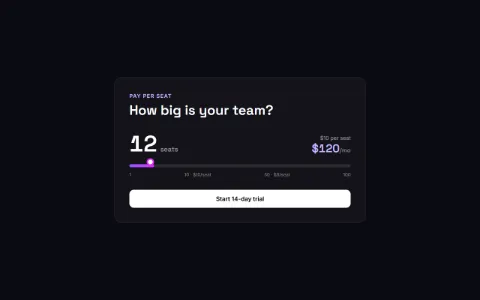 PAY PER SEAT
How big is your team?
12 seats
$10 per seat
$120/mo
1
100
Start 14-day trial